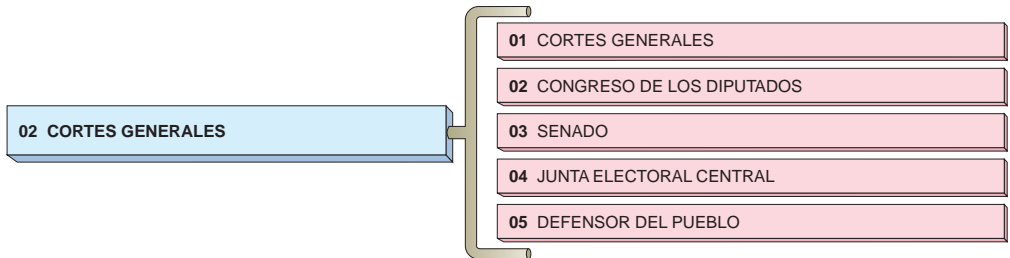 02 CORTES GENERALES
01 CORTES GENERALES
02 CONGRESO DE LOS DIPUTADOS
03 SENADO
04 JUNTA ELECTORAL CENTRAL
05 DEFENSOR DEL PUEBLO